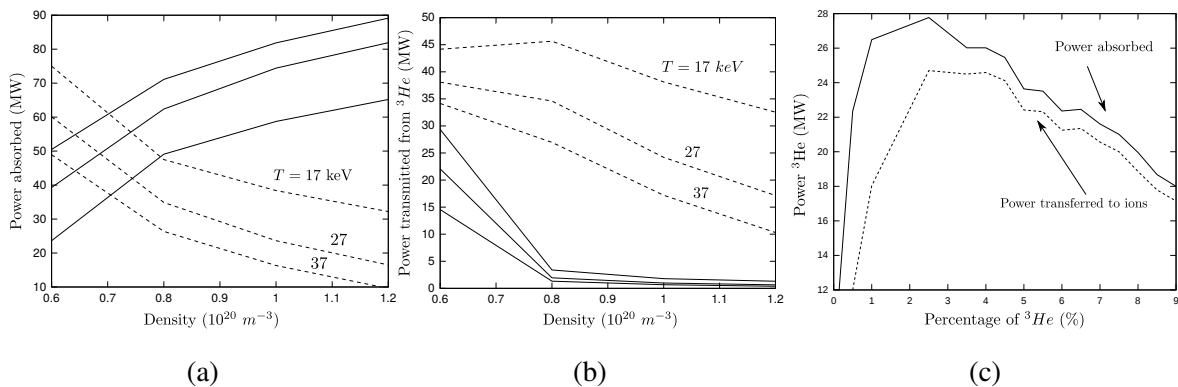 90
80
70
60
50
40
30
20
10
0.6 0.7 0.8 0.9 1 1.1 1.2
Power absorbed (MW)
Density (10²⁰ m⁻³)
T = 17 keV
27
37
(a)
50
45
40
35
30
25
20
15
10
5
0
0.6 0.7 0.8 0.9 1 1.1 1.2
Power transmitted from ³He (MW)
Density (10²⁰ m⁻³)
T = 17 keV
27
37
(b)
28
26
24
22
20
18
16
14
12
0 1 2 3 4 5 6 7 8 9
Power ³He (MW)
Percentage of ³He (%)
Power absorbed
Power transferred to ions
(c)